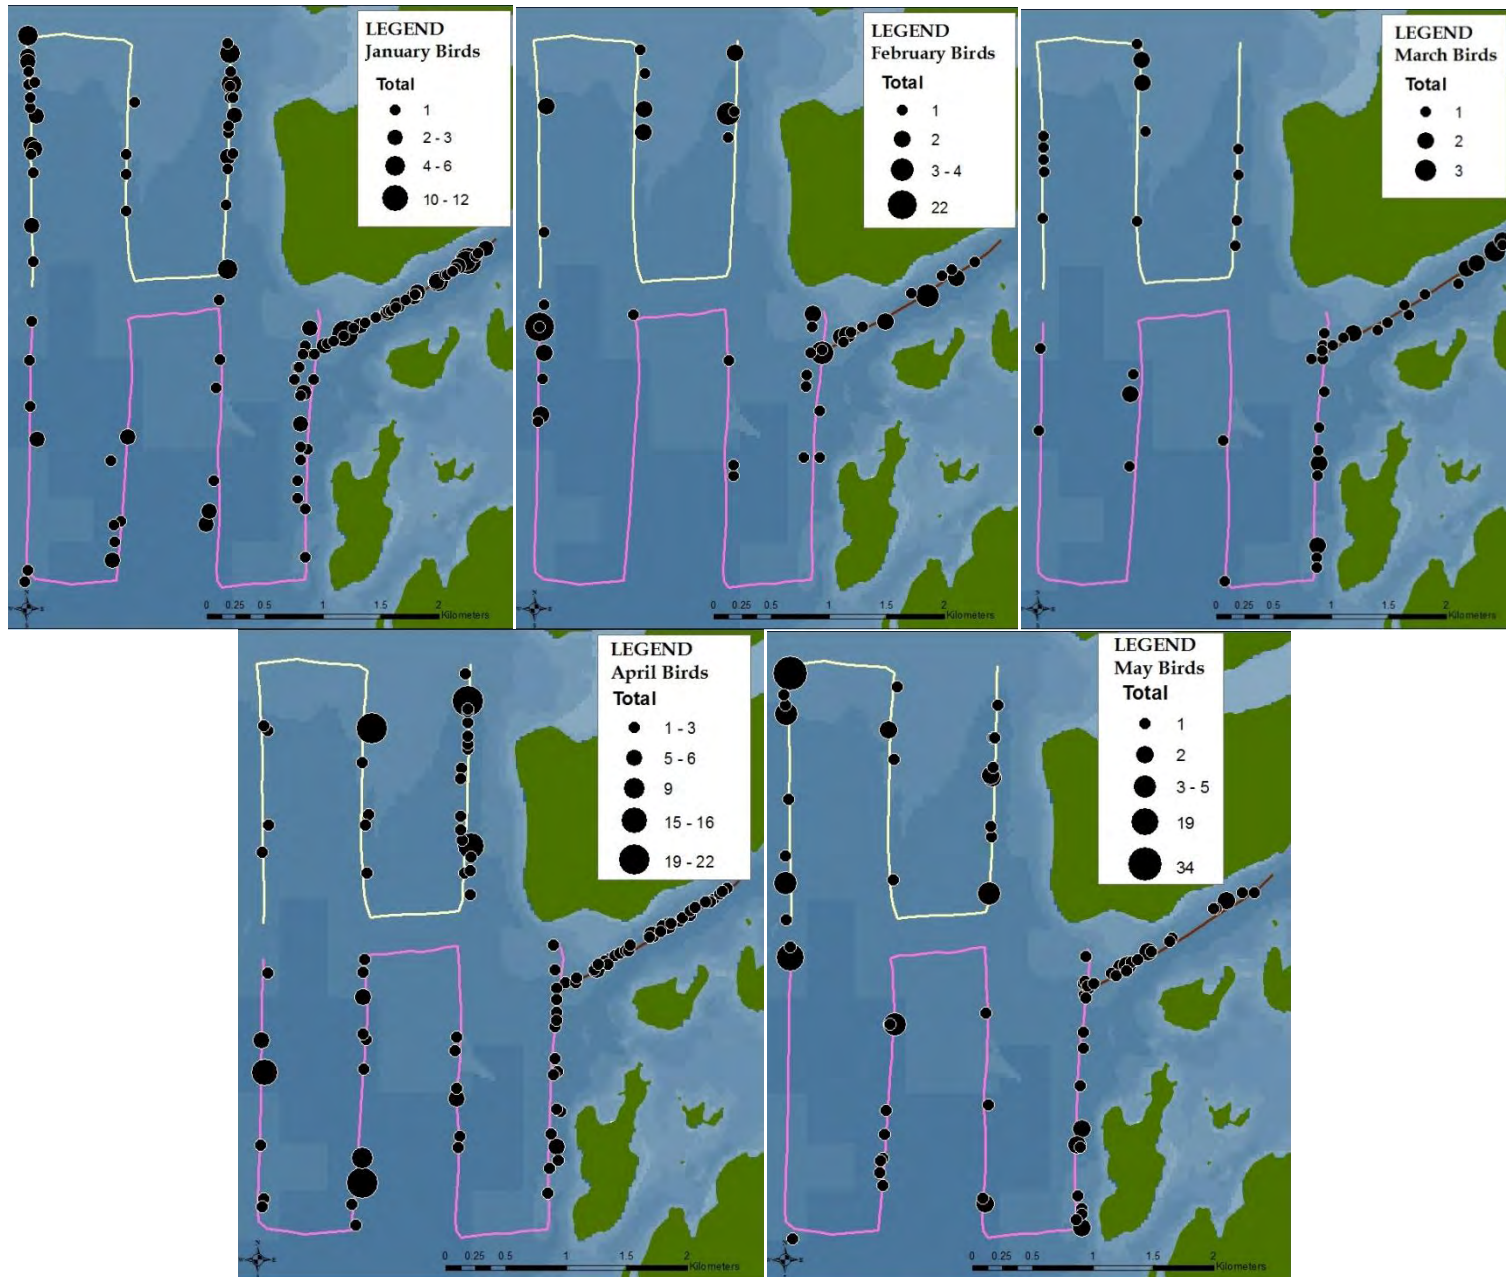 LEGEND
January Birds
Total
1
2 - 3
4 - 6
10 - 12
0 0.25 0.5 1 1.5 2
Kilometers
LEGEND
February Birds
Total
1
2
3 - 4
22
0 0.25 0.5 1 1.5 2
Kilometers
LEGEND
March Birds
Total
1
2
3
0 0.25 0.5 1 1.5 2
Kilometers
LEGEND
April Birds
Total
1 - 3
5 - 6
9
15 - 16
19 - 22
0 0.25 0.5 1 1.5 2
Kilometers
LEGEND
May Birds
Total
1
2
3 - 5
19
34
0 0.25 0.5 1 1.5 2
Kilometers